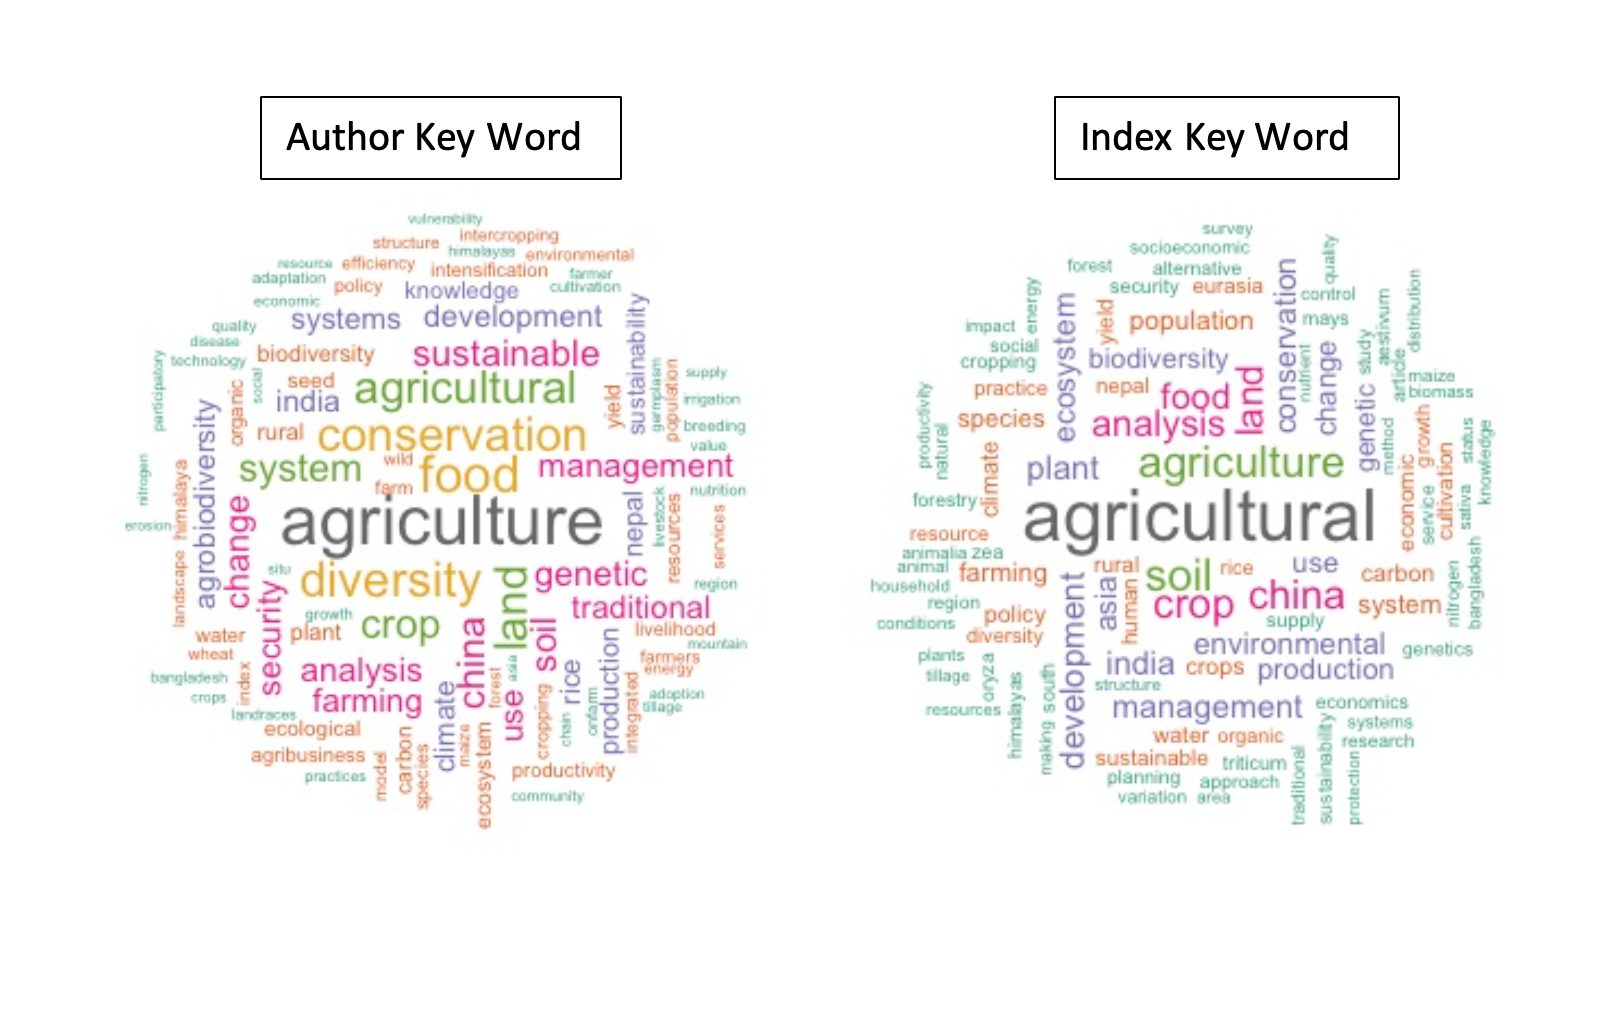 Author Key Word
vulnerability
structure
intercropping
himalayas
environmental
resource
efficiency
intensification
farmer
adaptation
policy
knowledge
cultivation
economic
systems
development
quality
disease
technology
biodiversity
sustainable
sustainability
participatory
social
seed
agricultural
yield
germplasm
population
supply
organic
india
irrigation
agrobiodiversity
rural
conservation
breeding
value
system
wild
food
management
nitrogen
himalaya
farm
nutrition
erosion
change
agriculture
nepal
livestock
resources
services
landscape
situ
diversity
land
genetic
region
security
growth
traditional
water
plant
crop
china
soil
livelihood
mountain
wheat
farmers
energy
bangladesh
index
analysis
forest
asia
rice
production
crops
farming
climate
use
cropping
onfarm
integrated
adoption
tillage
landraces
ecological
chain
agribusiness
carbon
maize
ecosystem
practices
model
species
productivity
community
Index Key Word
survey
socioeconomic
quality
forest
alternative
conservation
energy
security
eurasia
control
distribution
impact
ecosystem
yield
population
mays
aestivum
social
cropping
biodiversity
nutrient
change
study
article
maize
practice
nepal
food
land
biomass
productivity
species
analysis
genetic
method
growth
status
knowledge
natural
climate
plant
agriculture
economic
cultivation
forestry
agricultural
service
sativa
resource
animalia
zea
animal
farming
rural
soil
rice
use
carbon
nitrogen
bangladesh
household
region
development
asia
human
crop
china
system
conditions
policy
supply
diversity
environmental
plants
india
crops
production
genetics
tillage
oryza
structure
resources
himalayas
south
making
management
economics
systems
water
organic
research
sustainable
triticum
planning
approach
traditional
sustainability
protection
variation
area